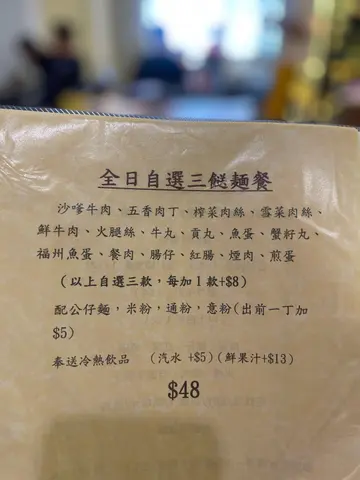 全日自選三餸麵餐
沙嗲牛肉、五香肉丁、榨菜肉絲、雪菜肉絲、
鮮牛肉、火腿絲、牛丸、貢丸、魚蛋、蟹籽丸、
福州魚蛋、餐肉、腸仔、紅腸、煙肉、煎蛋
(以上自選三款，每加1款+$8)
配公仔麵，米粉，通粉，意粉(出前一丁加
$5)
奉送冷熱飲品 (汽水 +$5)(鮮果汁+$13)
$48